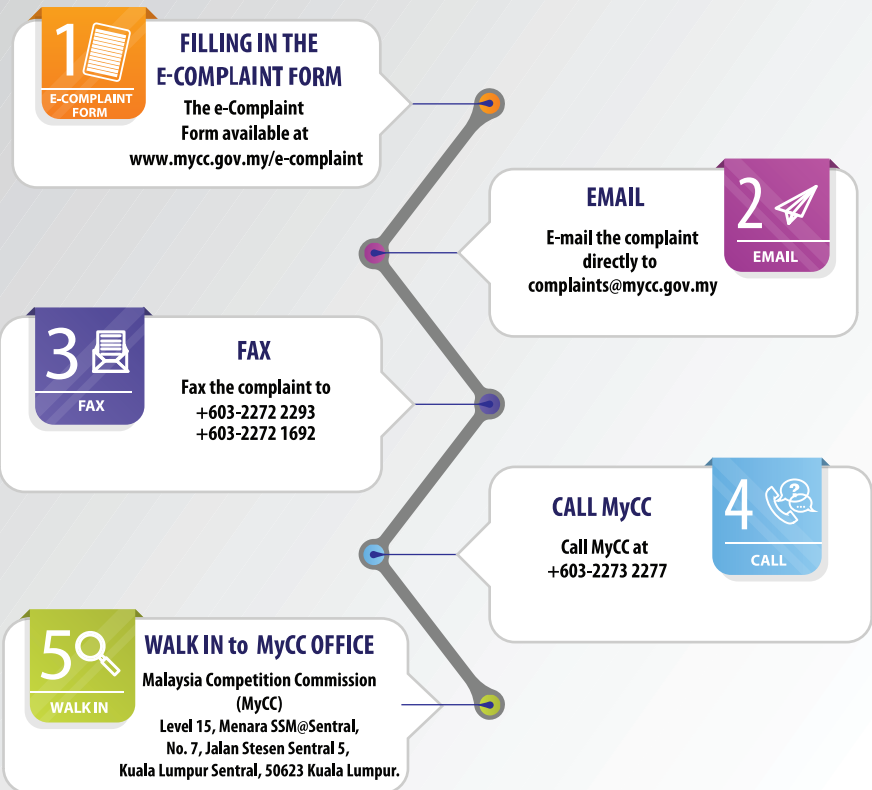 1
E-COMPLAINT
FORM
FILLING IN THE
E-COMPLAINT FORM
The e-Complaint
Form available at
www.mycc.gov.my/e-complaint
2
EMAIL
EMAIL
E-mail the complaint
directly to
complaints@mycc.gov.my
3
FAX
FAX
Fax the complaint to
+603-2272 2293
+603-2272 1692
4
?
...
CALL
CALL MyCC
Call MyCC at
+603-2273 2277
5
WALK IN
WALK IN to MyCC OFFICE
Malaysia Competition Commission
(MyCC)
Level 15, Menara SSM@Sentral,
No. 7, Jalan Stesen Sentral 5,
Kuala Lumpur Sentral, 50623 Kuala Lumpur.